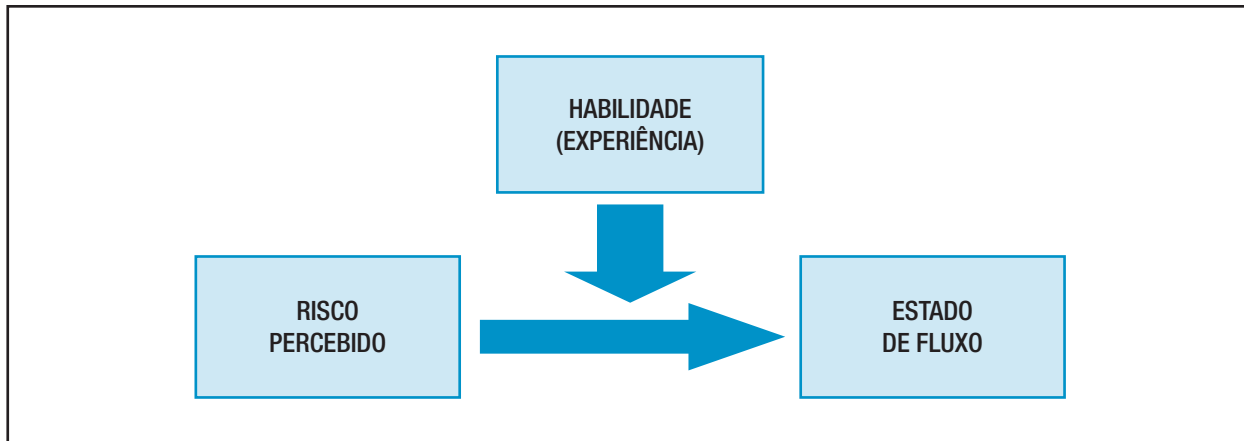 HABILIDADE
(EXPERIÊNCIA)
RISCO
PERCEBIDO
ESTADO
DE FLUXO